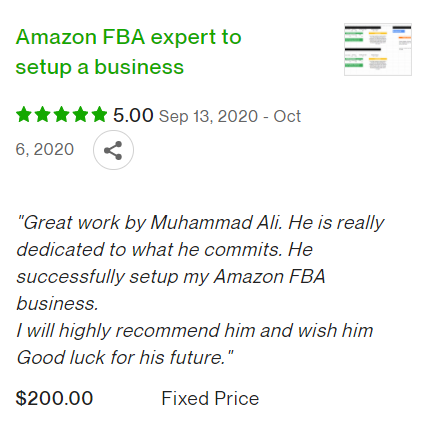 Amazon FBA expert to
setup a business
5.00 Sep 13, 2020 - Oct
6, 2020
"Great work by Muhammad Ali. He is really
dedicated to what he commits. He
successfully setup my Amazon FBA
business.
I will highly recommend him and wish him
Good luck for his future."
$200.00 Fixed Price